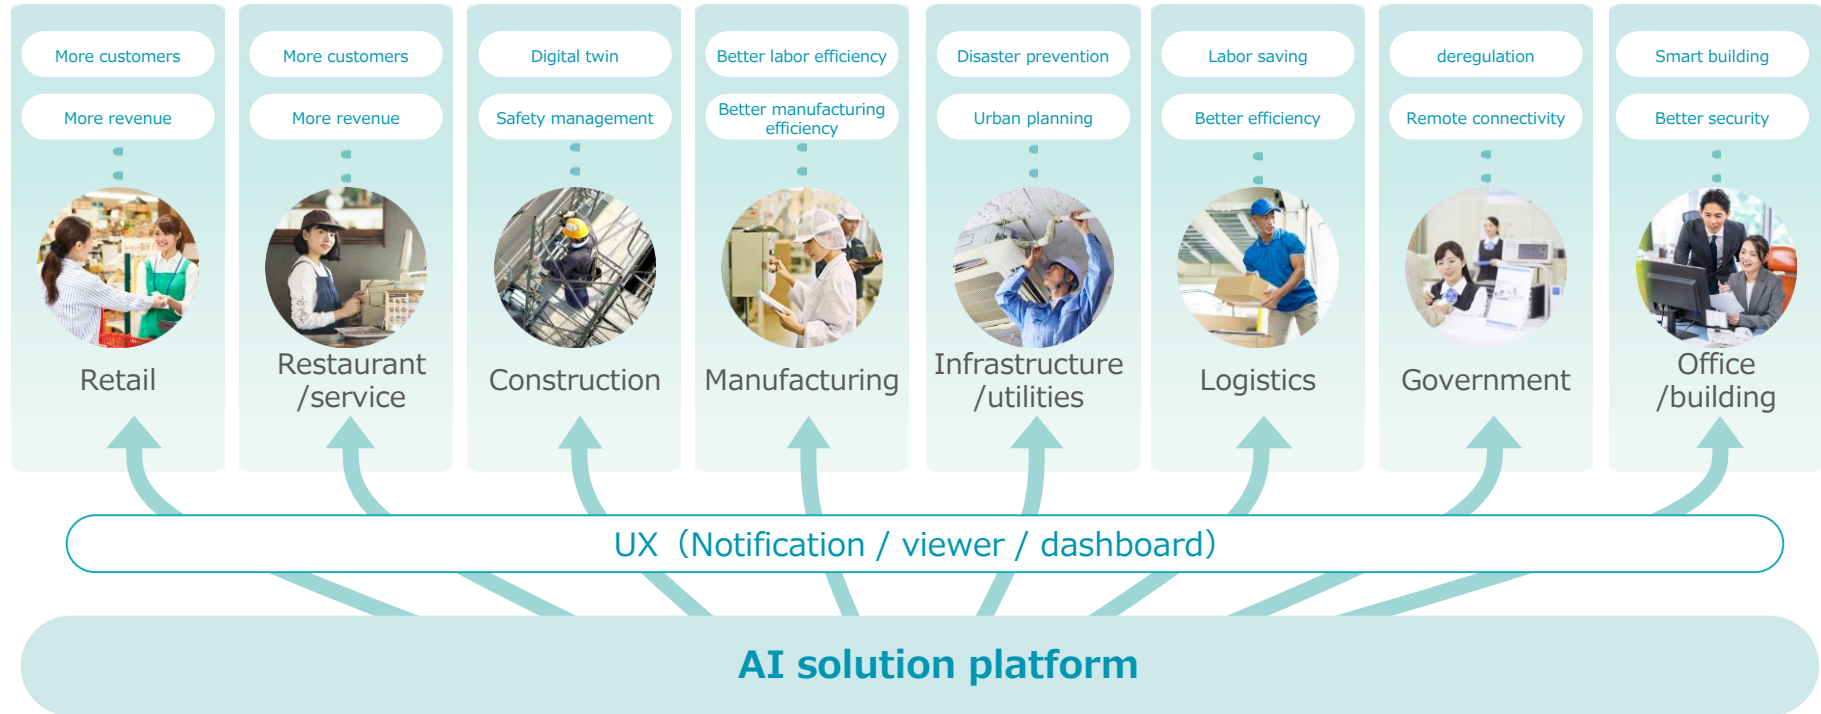 More customers
More revenue
Retail
More customers
More revenue
Restaurant
/service
Digital twin
Safety management
Construction
Better labor efficiency
Better manufacturing
efficiency
Manufacturing
Disaster prevention
Urban planning
Infrastructure
/utilities
Labor saving
Better efficiency
Logistics
deregulation
Remote connectivity
Government
Smart building
Better security
Office
/building
UX（Notification / viewer / dashboard）
AI solution platform